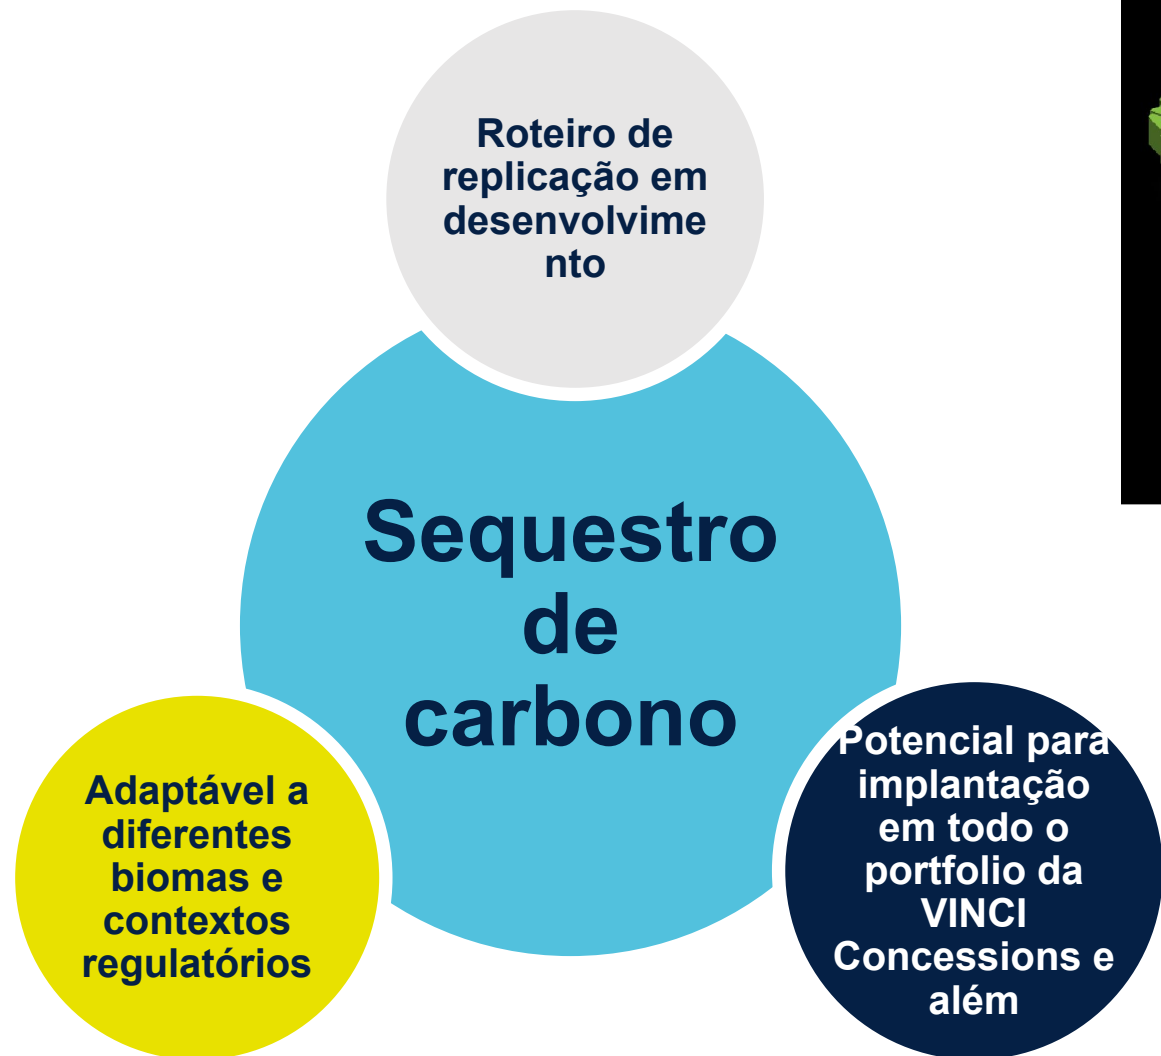 Roteiro de
replicação em
desenvolvime
nto
Sequestro
de
carbono
Adaptável a
diferentes
biomas e
contextos
regulatórios
Potencial para
implantação
em todo o
portfolio da
VINCI
Concessions e
além